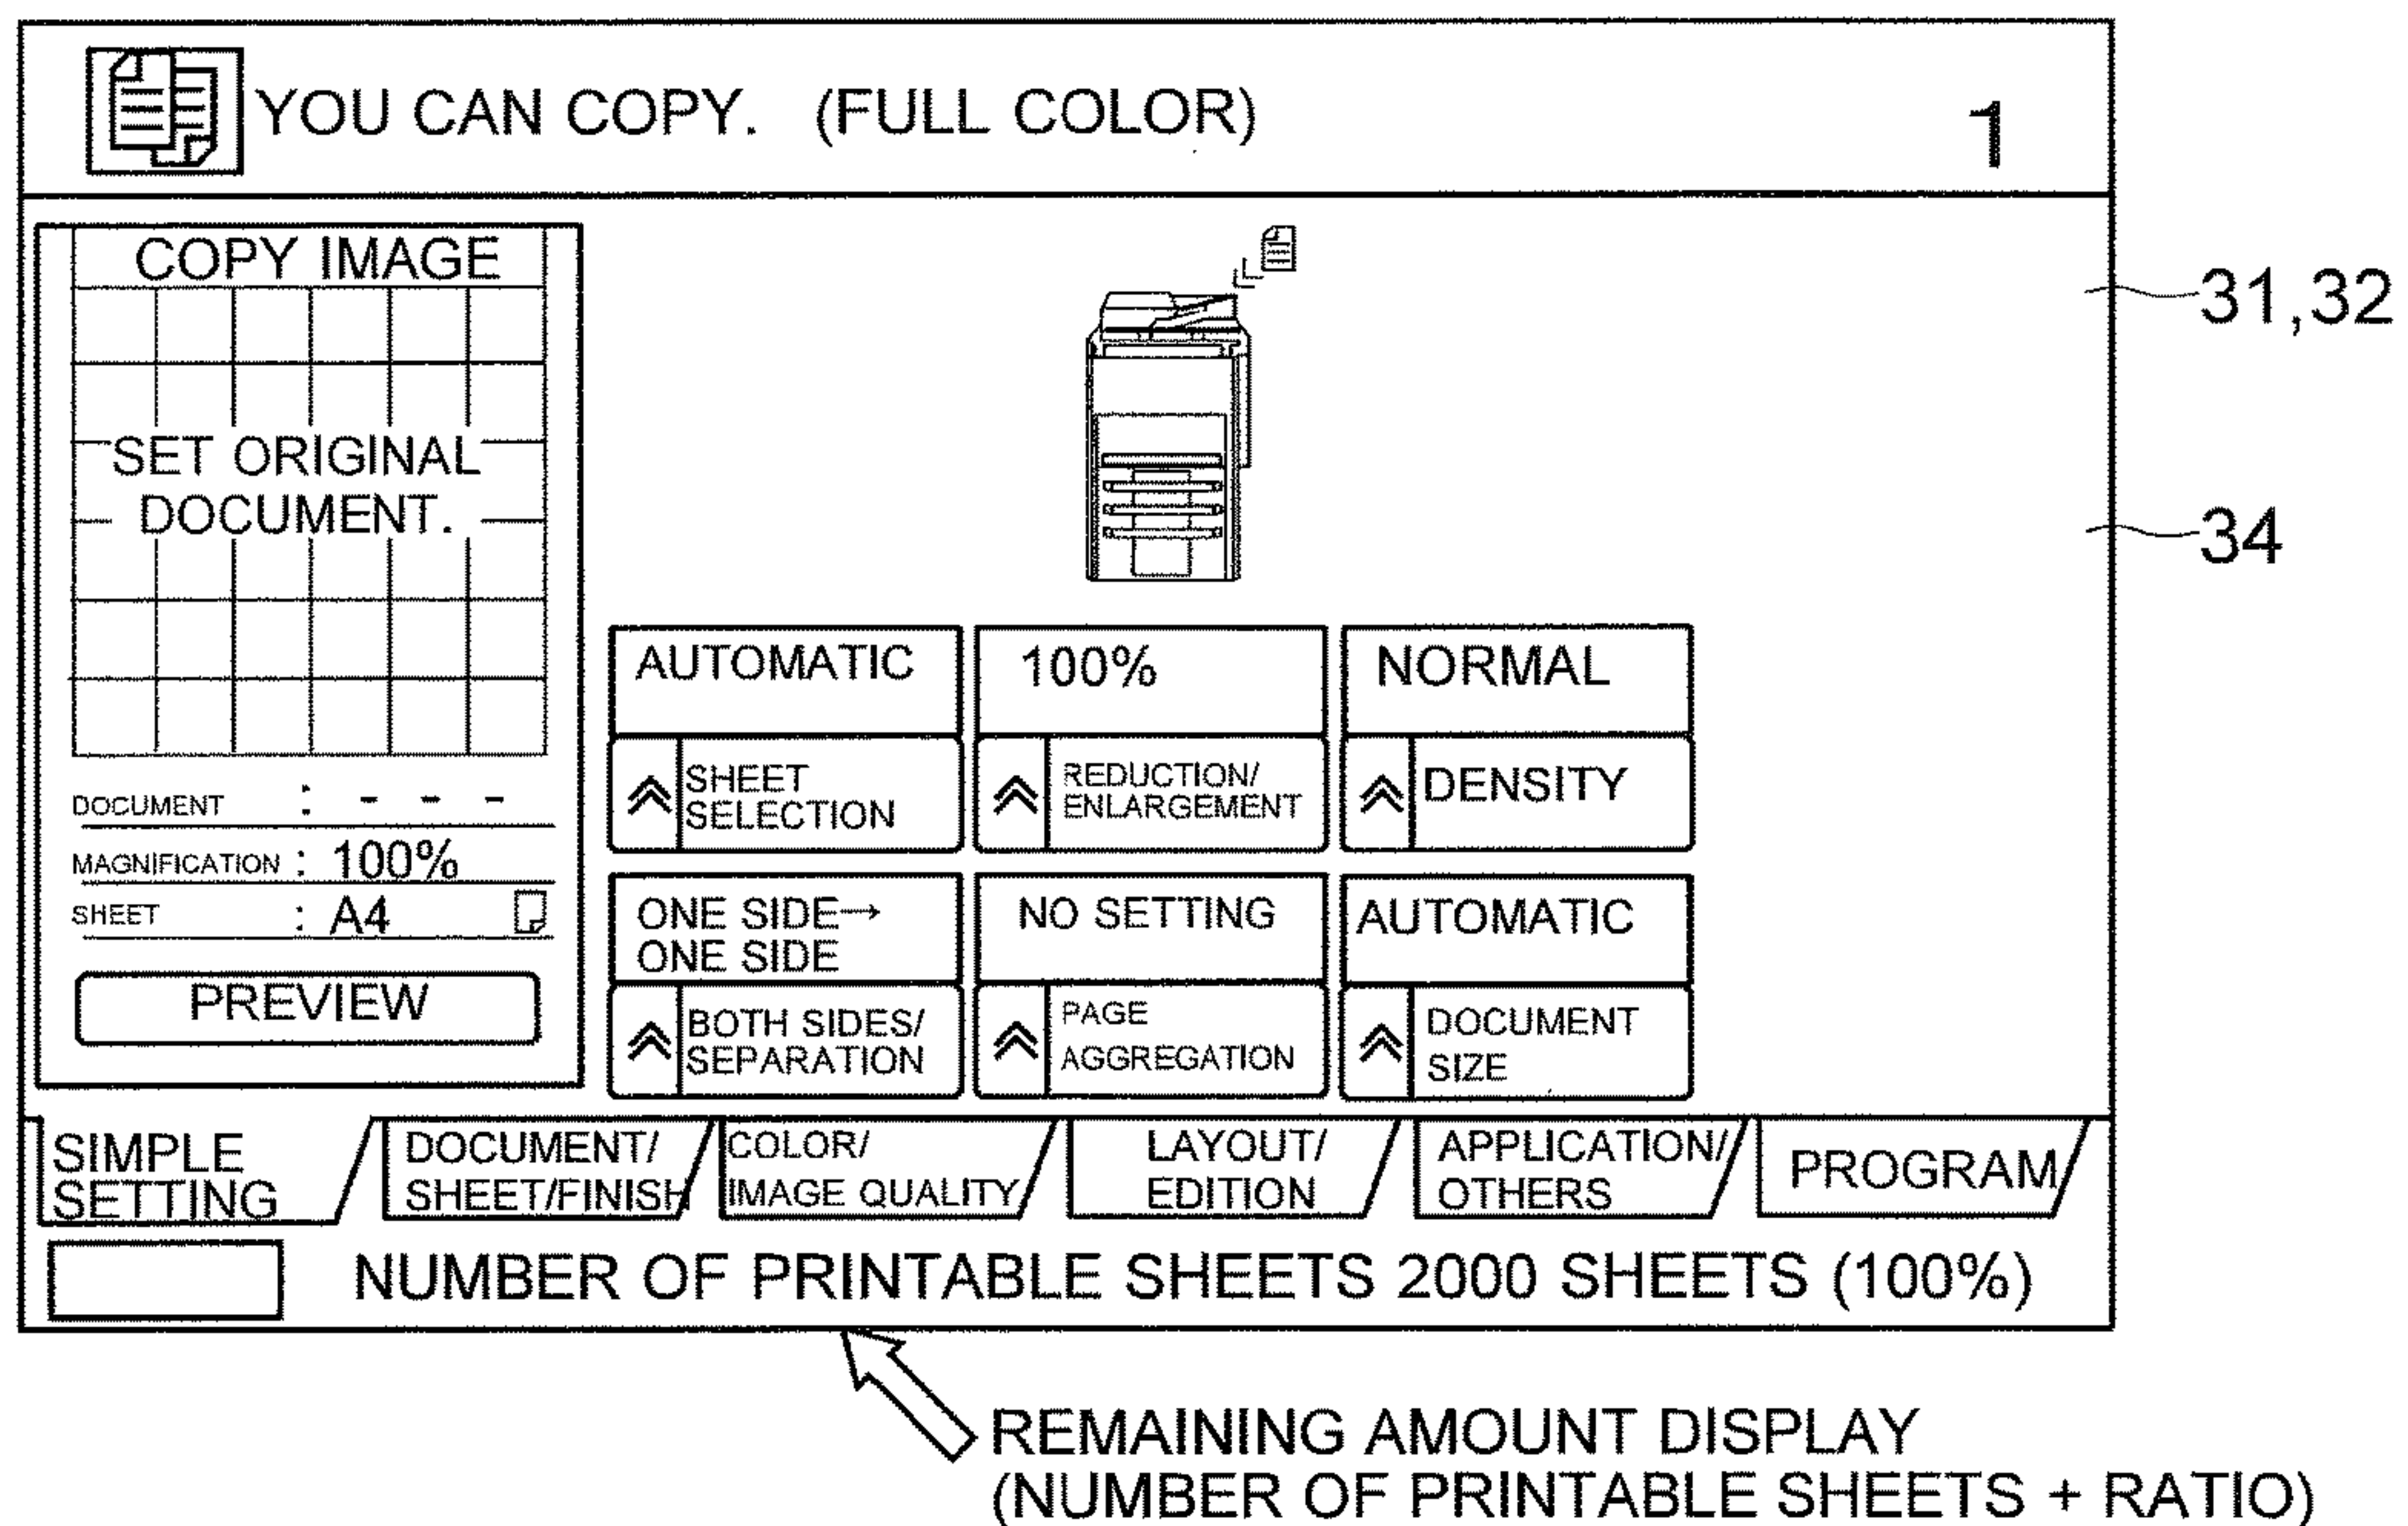 YOU CAN COPY. (FULL COLOR) 1
COPY IMAGE
SET ORIGINAL
DOCUMENT.
DOCUMENT : - - -
MAGNIFICATION : 100%
SHEET : A4
PREVIEW
31,32
34
AUTOMATIC
SHEET
SELECTION
100%
REDUCTION/
ENLARGEMENT
NORMAL
DENSITY
ONE SIDE→
ONE SIDE
BOTH SIDES/
SEPARATION
NO SETTING
PAGE
AGGREGATION
AUTOMATIC
DOCUMENT
SIZE
SIMPLE
SETTING
DOCUMENT/
SHEET/FINISH
COLOR/
IMAGE QUALITY
LAYOUT/
EDITION
APPLICATION/
OTHERS
PROGRAM
NUMBER OF PRINTABLE SHEETS 2000 SHEETS (100%)
REMAINING AMOUNT DISPLAY
(NUMBER OF PRINTABLE SHEETS + RATIO)